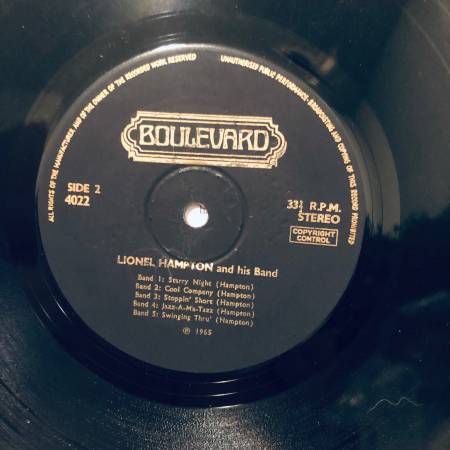 ALL RIGHTS OF THE MANUFACTURER AND OF THE OWNER OF THE RECORDED WORK RESERVED
UNAUTHORISED PUBLIC PERFORMANCE, BROADCASTING AND COPYING OF THIS RECORD PROHIBITED
BOULEVARD
SIDE 2
4022
33⅓ R.P.M.
STEREO
COPYRIGHT
CONTROL
LIONEL HAMPTON and his Band
Band 1: Starry Night (Hampton)
Band 2: Cool Company (Hampton)
Band 3: Stoppin' Short (Hampton)
Band 4: Jazz-A-Ma-Tazz (Hampton)
Band 5: Swinging Thru' (Hampton)
Ⓟ 1965